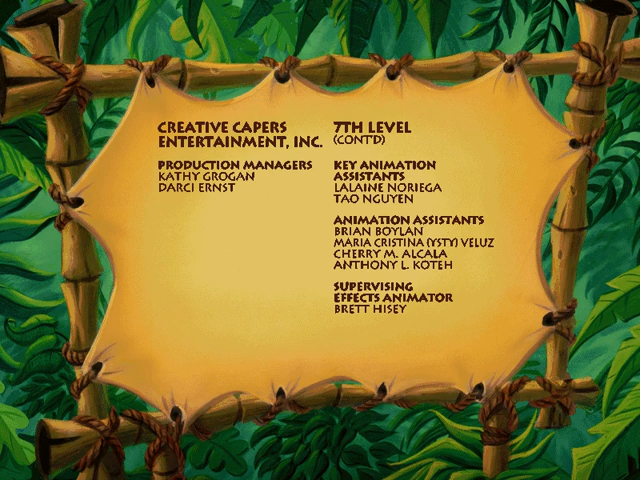 CREATIVE CAPERS
ENTERTAINMENT, INC.
PRODUCTION MANAGERS
KATHY GROGAN
DARCI ERNST
7TH LEVEL
(CONT'D)
KEY ANIMATION
ASSISTANTS
LALAINE NORIEGA
TAO NGUYEN
ANIMATION ASSISTANTS
BRIAN BOYLAN
MARIA CRISTINA (YSTY) VELUZ
CHERRY M. ALCALA
ANTHONY L. KOTEH
SUPERVISING
EFFECTS ANIMATOR
BRETT HISEY